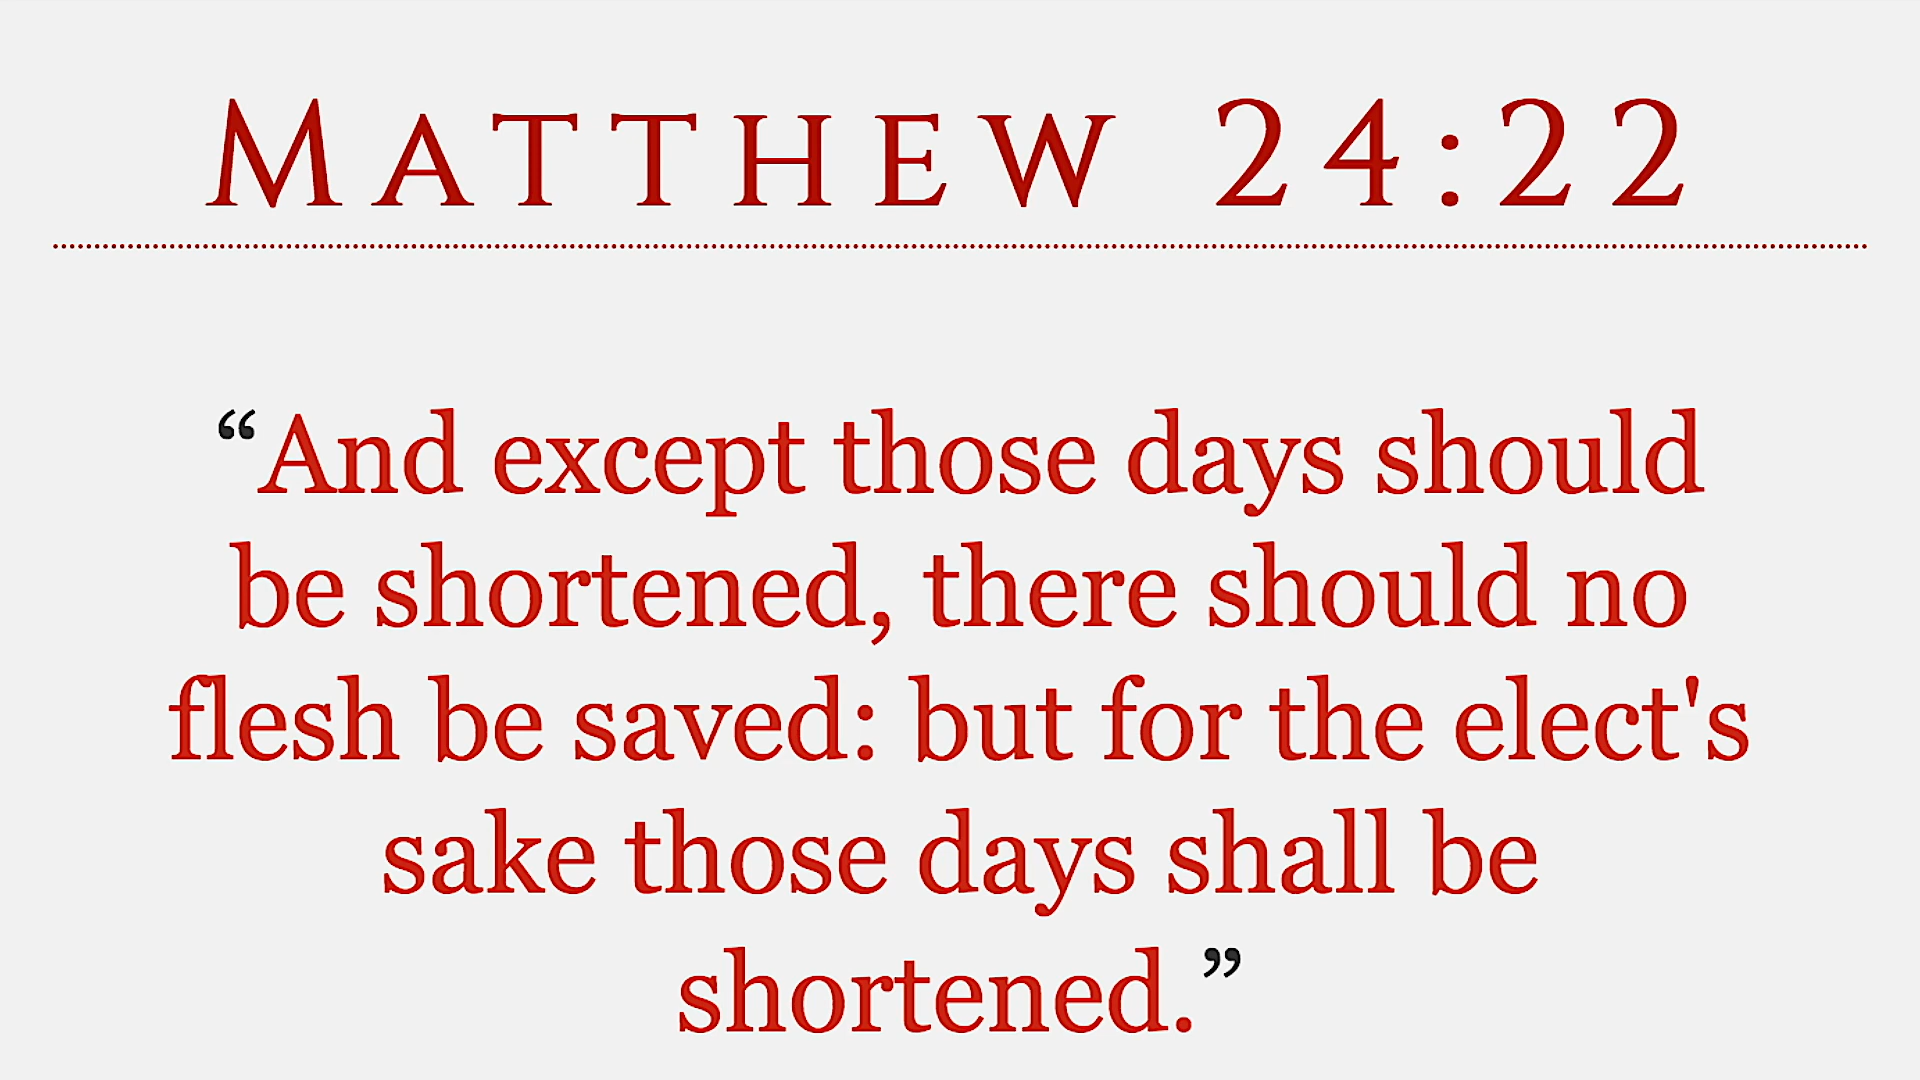 MATTHEW 24:22
“And except those days should
be shortened, there should no
flesh be saved: but for the elect's
sake those days shall be
shortened.”